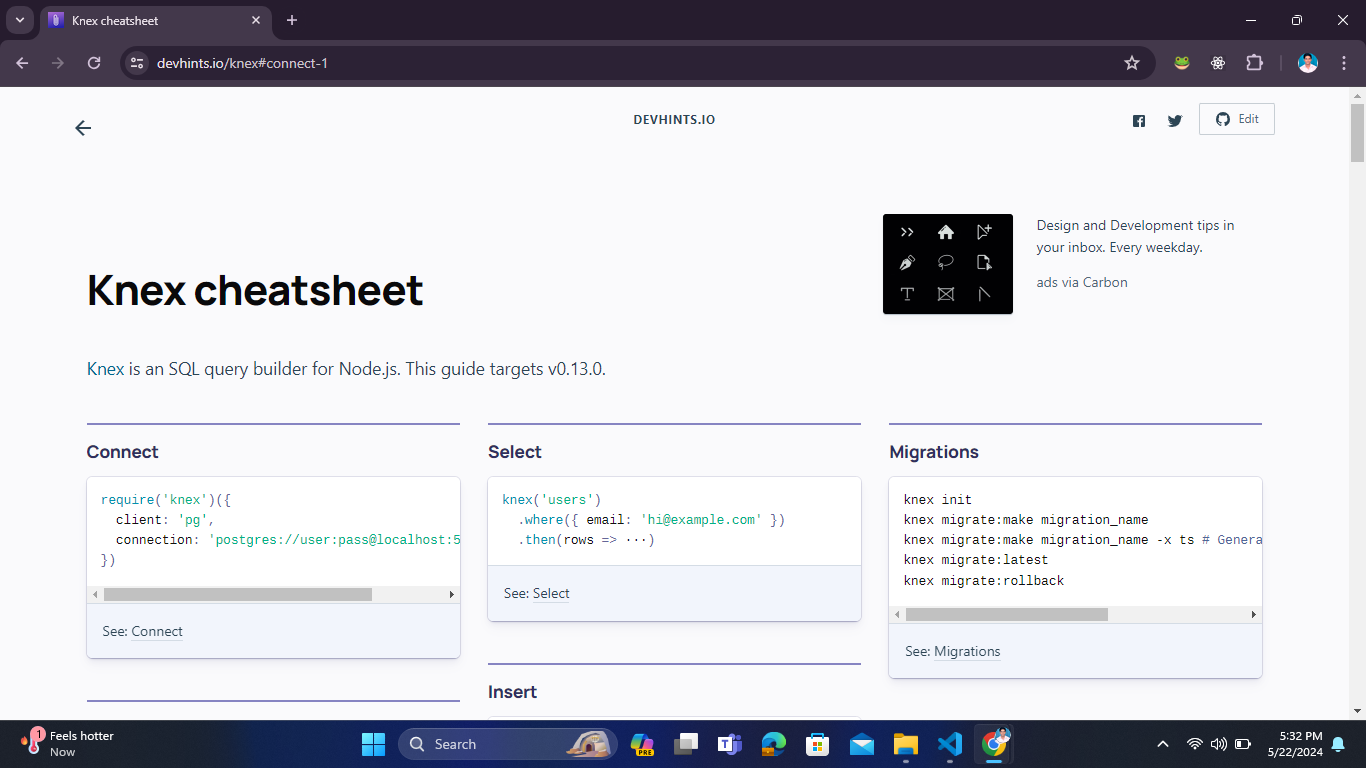 Knex cheatsheet
devhints.io/knex#connect-1
DEVHINTS.IO
Edit
Design and Development tips in
your inbox. Every weekday.
ads via Carbon
Knex cheatsheet
Knex is an SQL query builder for Node.js. This guide targets v0.13.0.
Connect
require('knex')({
client: 'pg',
connection: 'postgres://user:pass@localhost:5
})
See: Connect
Select
knex('users')
.where({ email: 'hi@example.com' })
.then(rows => ···)
See: Select
Insert
Migrations
knex init
knex migrate:make migration_name
knex migrate:make migration_name -x ts # Genera
knex migrate:latest
knex migrate:rollback
See: Migrations
1
Feels hotter
Now
Search
PRE
5:32 PM
5/22/2024